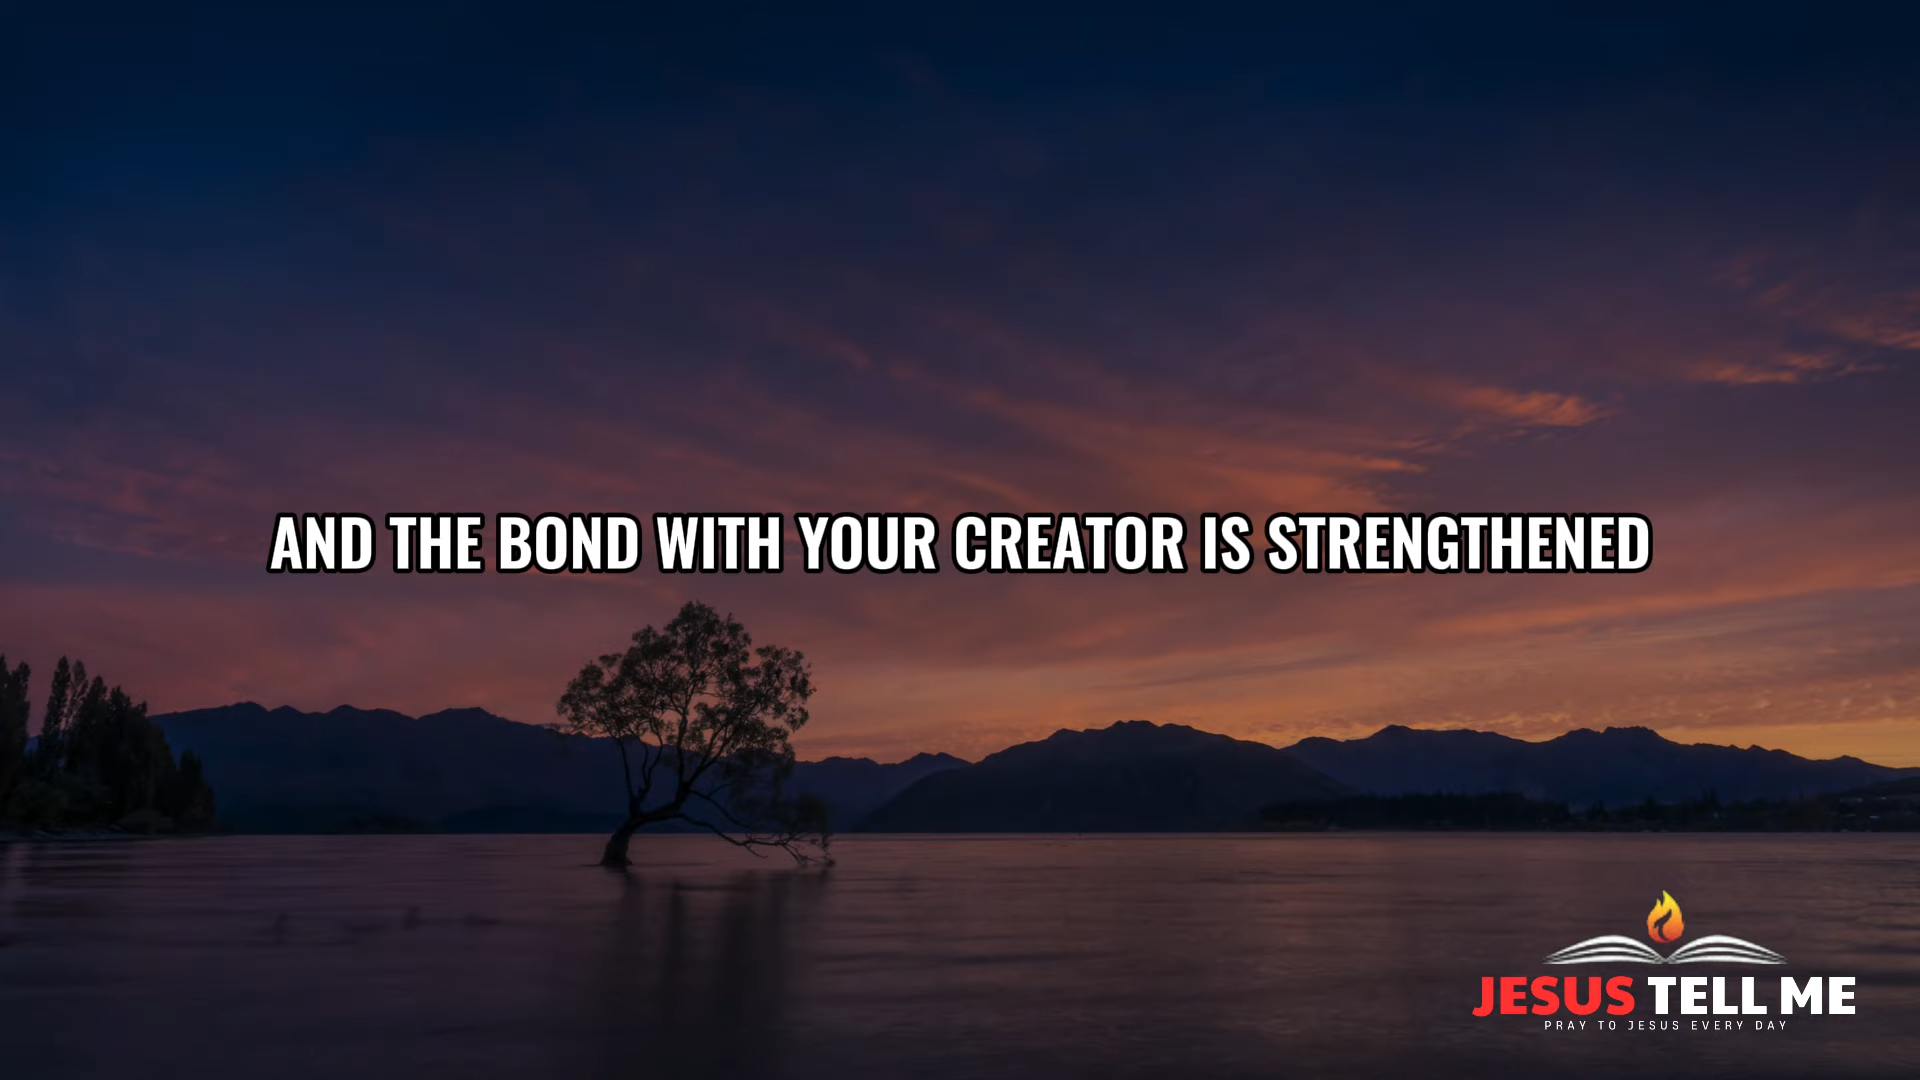 AND THE BOND WITH YOUR CREATOR IS STRENGTHENED
JESUS TELL ME
PRAY TO JESUS EVERY DAY